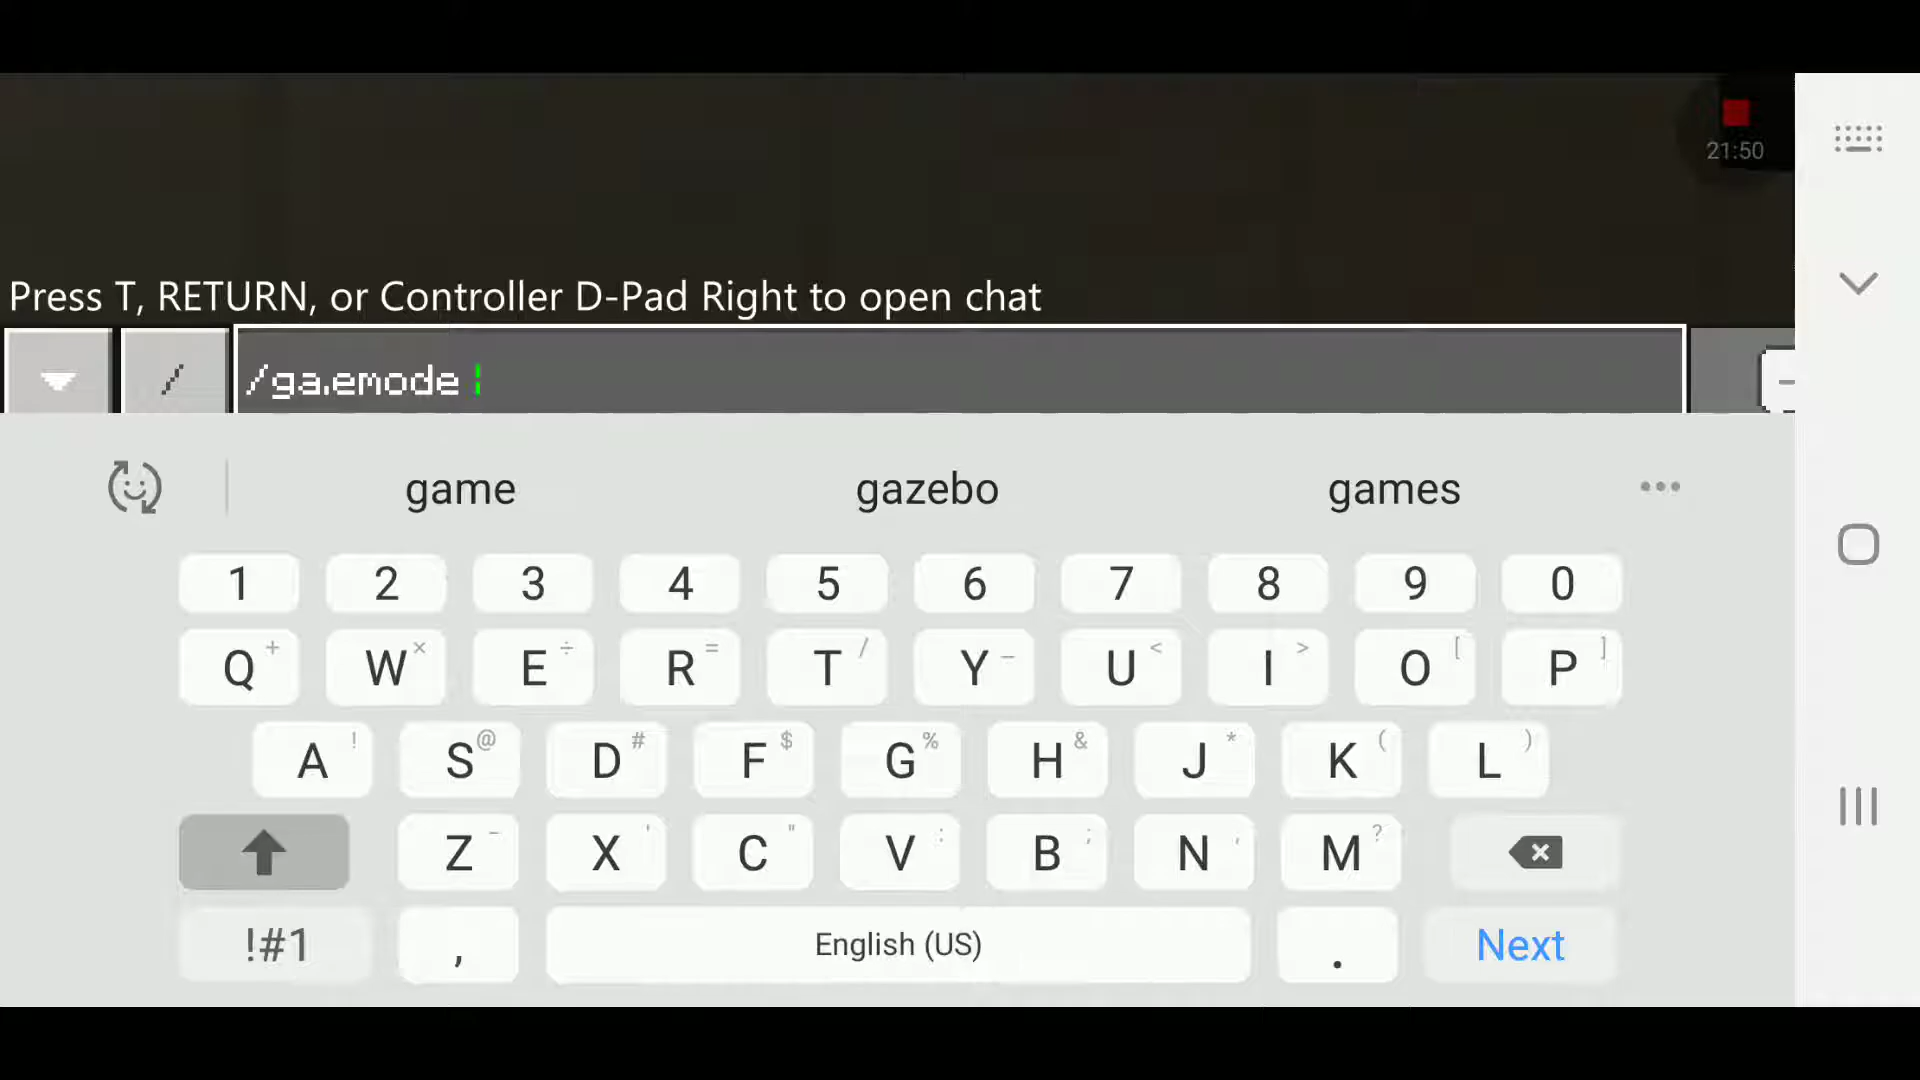 21:50
Press T, RETURN, or Controller D-Pad Right to open chat
/ /ga.emode
game gazebo games •••
1 2 3 4 5 6 7 8 9 0
Q + W × E ÷ R = T / Y _ U < I > O [ P ]
A ! S @ D # F $ G % H & J * K ( L )
Z - X ' C " V : B ; N , M ?
!#1 , English (US) . Next